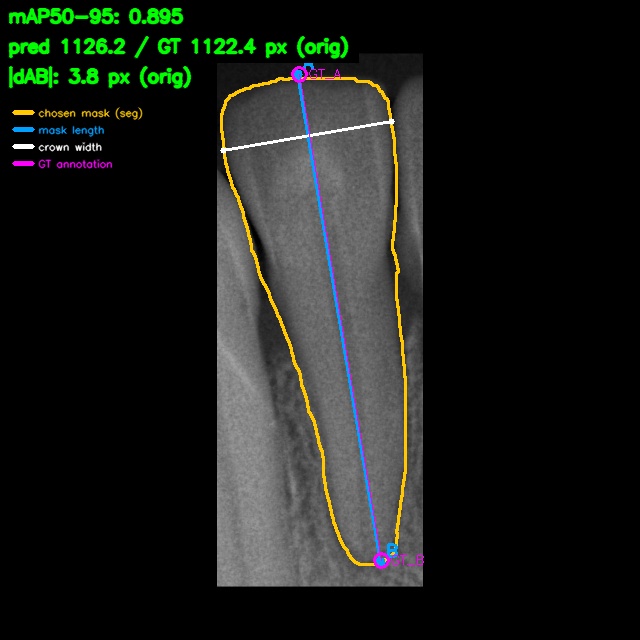 mAP50-95: 0.895
pred 1126.2 / GT 1122.4 px (orig)
|dAB|: 3.8 px (orig)
chosen mask (seg)
mask length
crown width
GT annotation
GT_A